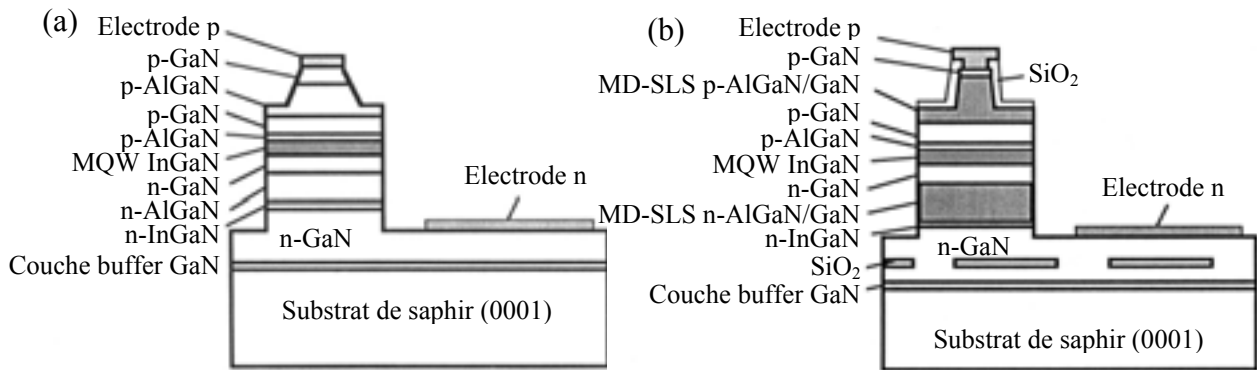 (a)
Electrode p
p-GaN
p-AlGaN
p-GaN
p-AlGaN
MQW InGaN
n-GaN
n-AlGaN
n-InGaN
n-GaN
Electrode n
Couche buffer GaN
Substrat de saphir (0001)
(b)
Electrode p
p-GaN
SiO2
MD-SLS p-AlGaN/GaN
p-GaN
p-AlGaN
MQW InGaN
n-GaN
MD-SLS n-AlGaN/GaN
n-InGaN
n-GaN
Electrode n
SiO2
Couche buffer GaN
Substrat de saphir (0001)